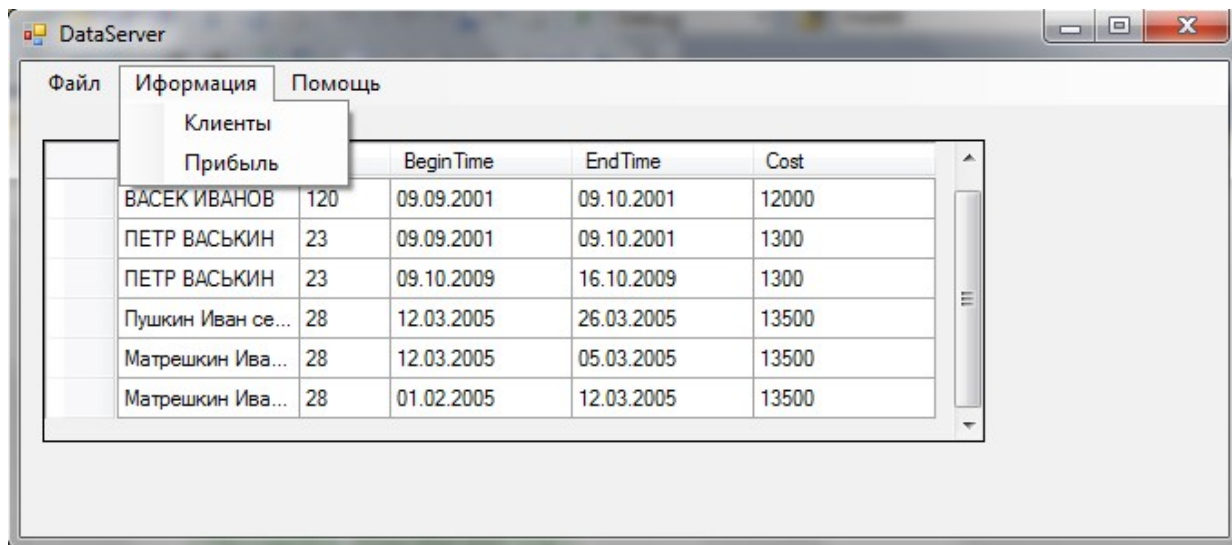 DataServer
Файл Иформация Помощь
Клиенты
Прибыль
BeginTime EndTime Cost
ВАСЕК ИВАНОВ 120 09.09.2001 09.10.2001 12000
ПЕТР ВАСЬКИН 23 09.09.2001 09.10.2001 1300
ПЕТР ВАСЬКИН 23 09.10.2009 16.10.2009 1300
Пушкин Иван се... 28 12.03.2005 26.03.2005 13500
Матрешкин Ива... 28 12.03.2005 05.03.2005 13500
Матрешкин Ива... 28 01.02.2005 12.03.2005 13500